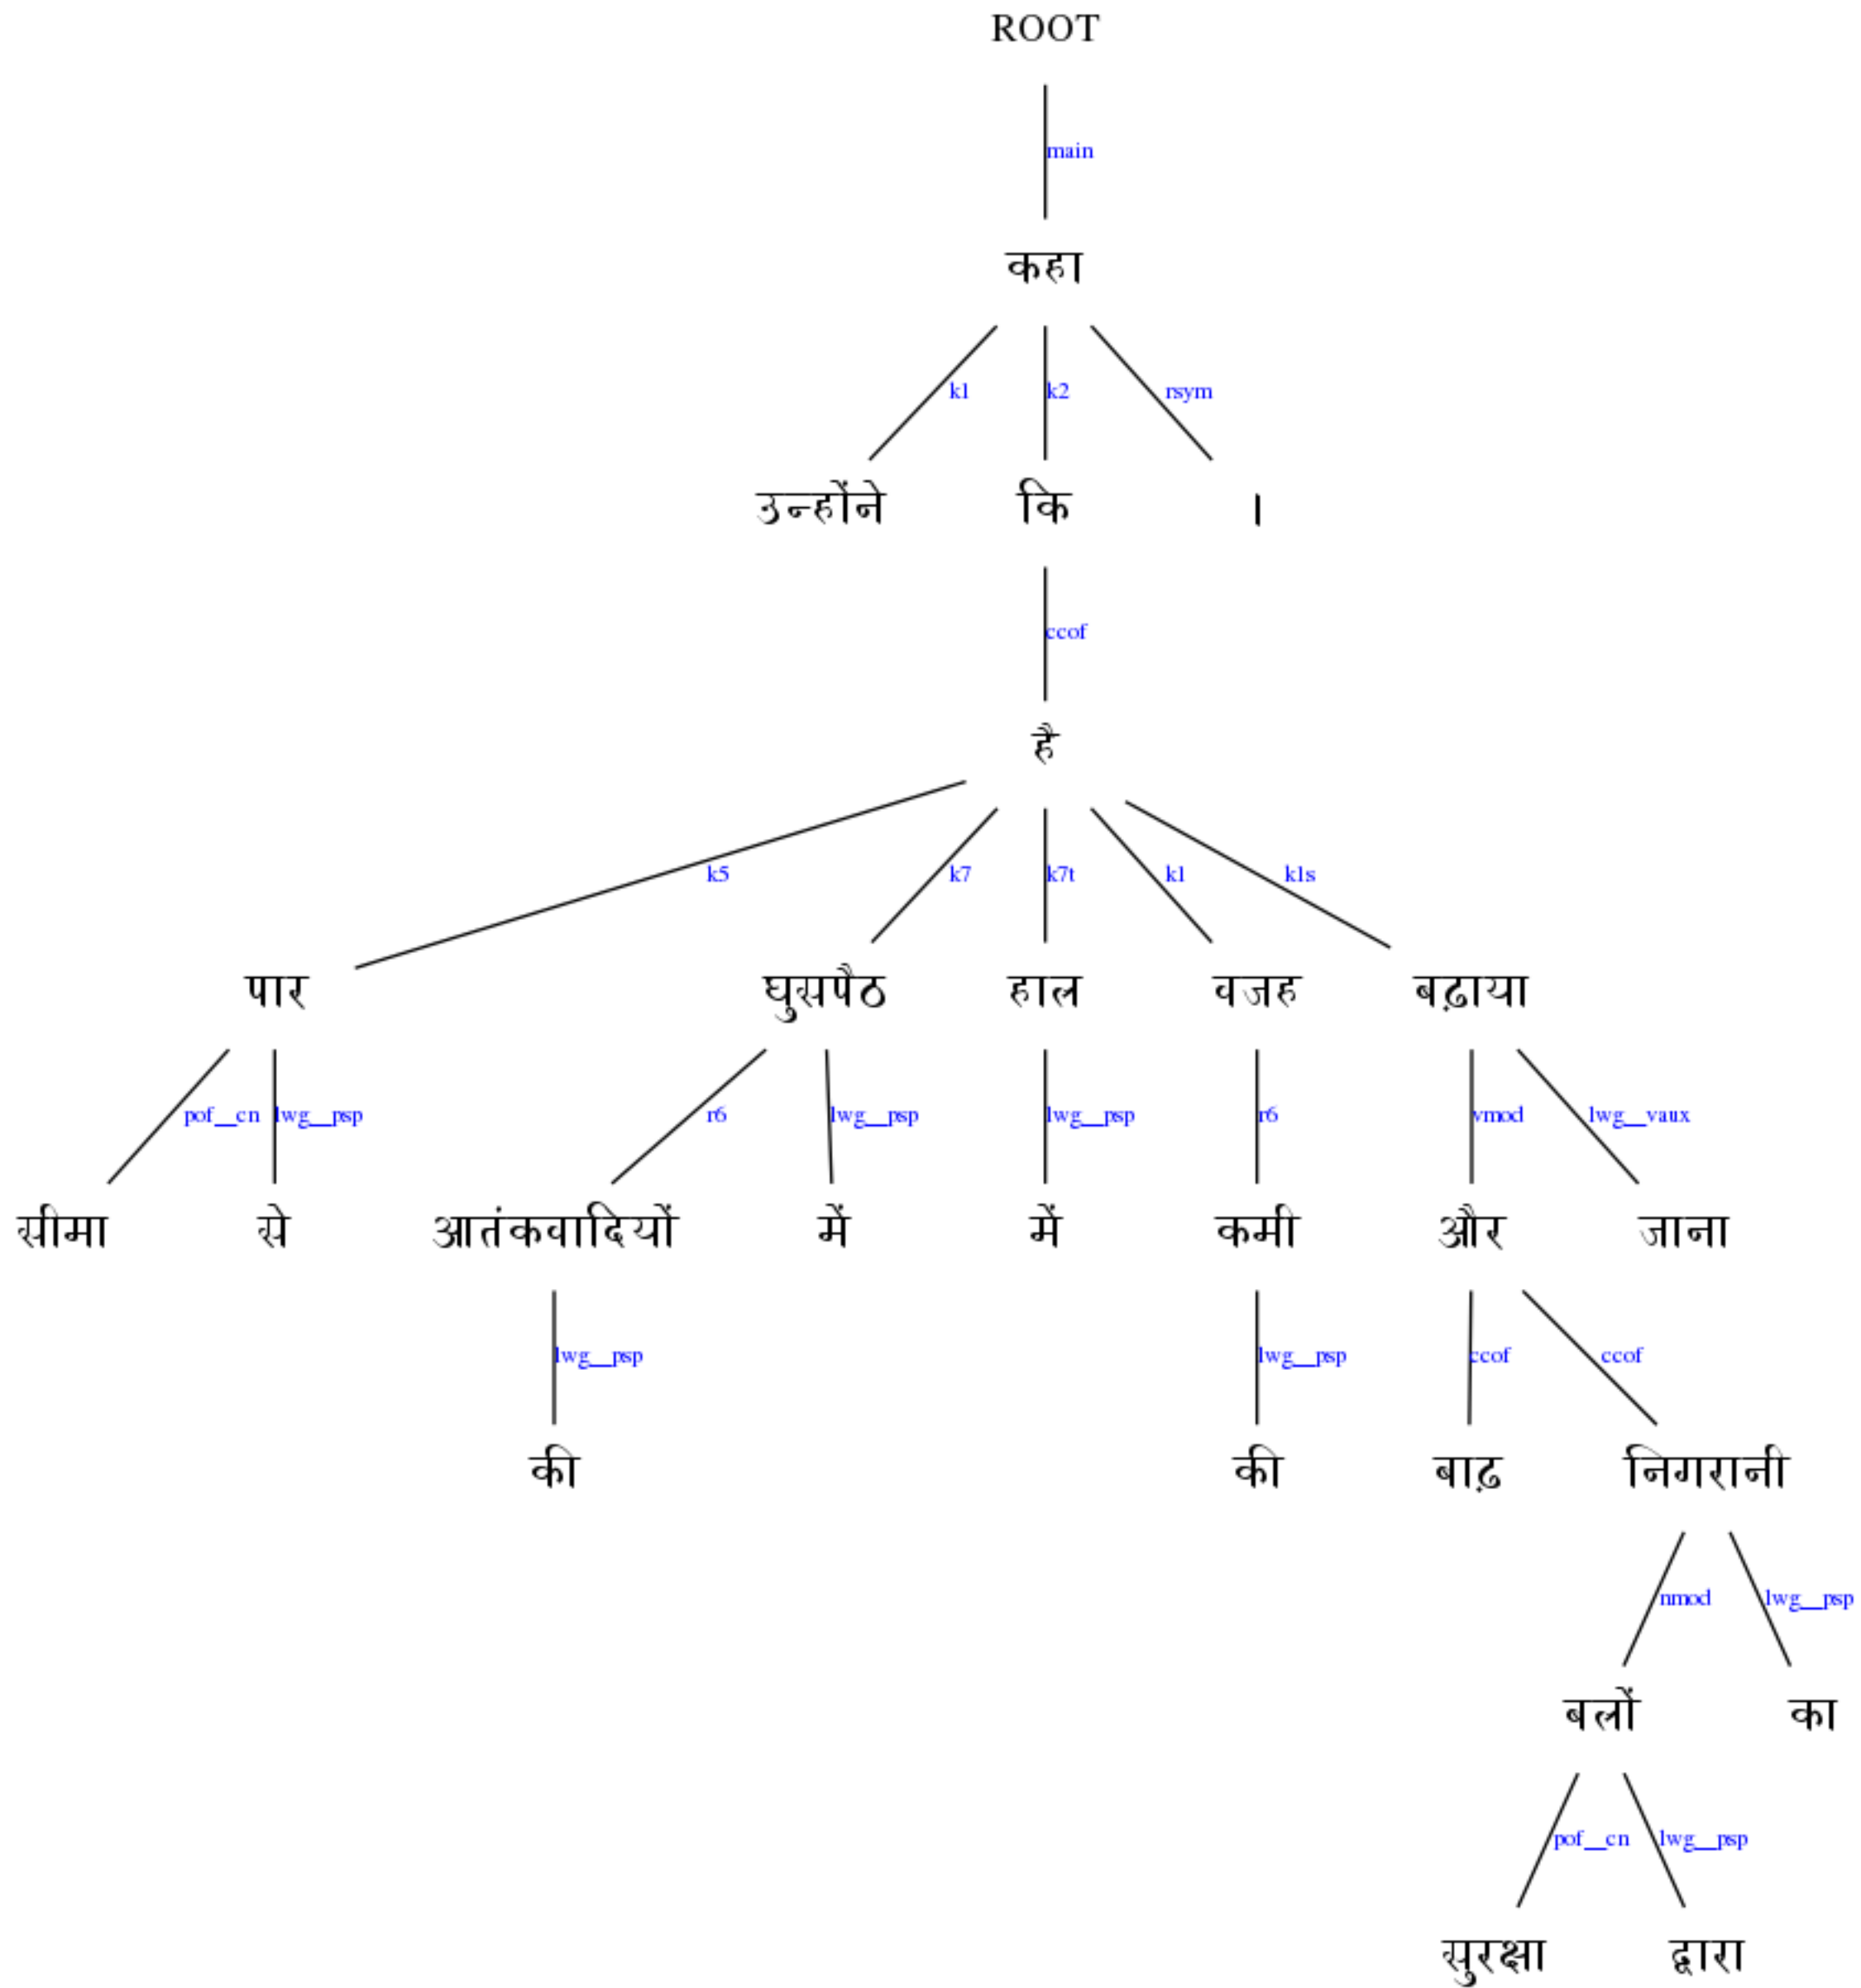 ROOT
main
कहा
k1 k2 rsym
उन्होंने कि ।
ccof
है
k5 k7 k7t k1 k1s
पार घुसपैठ हाल वजह बढ़ाया
pof__cn lwg__psp r6 lwg__psp lwg__psp r6 vmod lwg__vaux
सीमा से आतंकवादियों में में कमी और जाना
lwg__psp lwg__psp ccof ccof
की की बाढ़ निगरानी
nmod lwg__psp
बलों का
pof__cn lwg__psp
सुरक्षा द्वारा